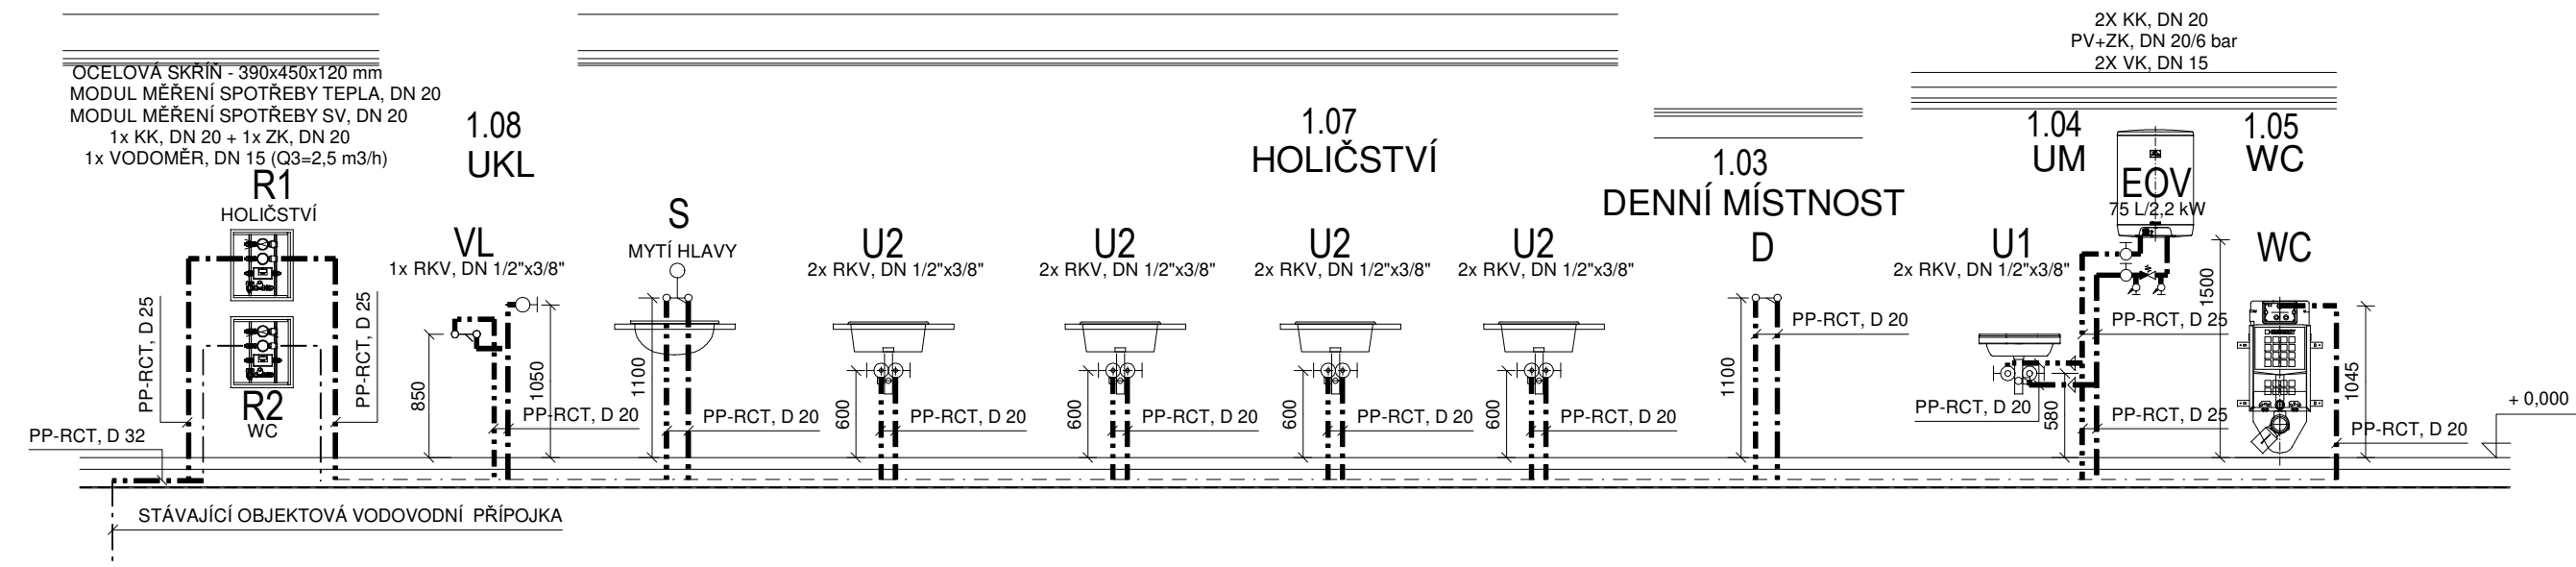 2X KK, DN 20
PV+ZK, DN 20/6 bar
2X VK, DN 15
OCELOVÁ SKŘÍŇ - 390x450x120 mm
MODUL MĚŘENÍ SPOTŘEBY TEPLA, DN 20
MODUL MĚŘENÍ SPOTŘEBY SV, DN 20
1x KK, DN 20 + 1x ZK, DN 20
1x VODOMĚR, DN 15 (Q3=2,5 m3/h)
R1
HOLIČSTVÍ
R2
WC
PP-RCT, D 25
PP-RCT, D 25
PP-RCT, D 32
STÁVAJÍCÍ OBJEKTOVÁ VODOVODNÍ PŘÍPOJKA
1.08
UKL
VL
1x RKV, DN 1/2"x3/8"
850
1050
PP-RCT, D 20
S
MYTÍ HLAVY
1100
PP-RCT, D 20
1.07
HOLIČSTVÍ
U2
2x RKV, DN 1/2"x3/8"
600
PP-RCT, D 20
U2
2x RKV, DN 1/2"x3/8"
600
PP-RCT, D 20
U2
2x RKV, DN 1/2"x3/8"
600
PP-RCT, D 20
U2
2x RKV, DN 1/2"x3/8"
600
PP-RCT, D 20
1.03
DENNÍ MÍSTNOST
D
1100
PP-RCT, D 20
1.04
UM
EOV
75 L/2,2 kW
U1
2x RKV, DN 1/2"x3/8"
1500
PP-RCT, D 25
PP-RCT, D 20
580
PP-RCT, D 25
1.05
WC
WC
1045
PP-RCT, D 20
+ 0,000